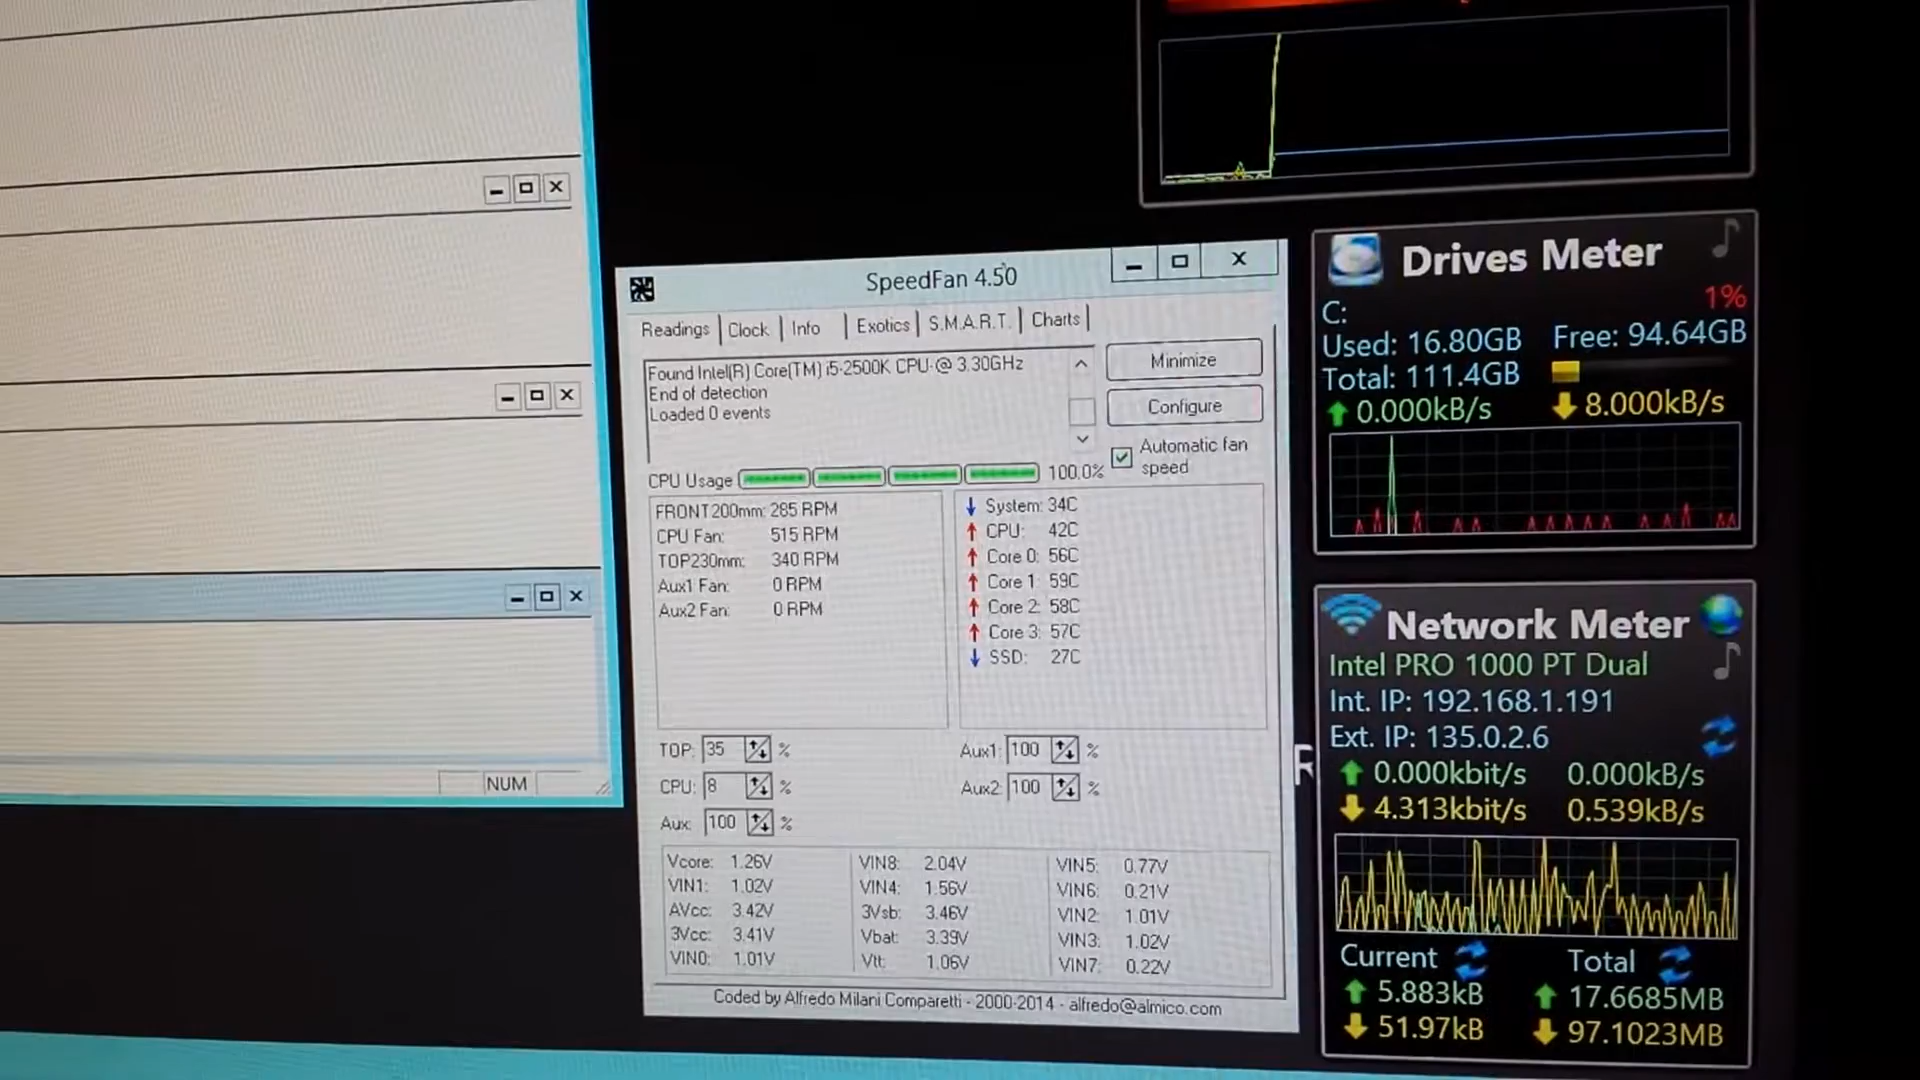 SpeedFan 4.50
Readings Clock Info Exotics S.M.A.R.T. Charts
Found Intel(R) Core(TM) i5-2500K CPU @ 3.30GHz
End of detection
Loaded 0 events
Minimize
Configure
Automatic fan
speed
CPU Usage 100.0%
FRONT200mm: 285 RPM
CPU Fan: 515 RPM
TOP230mm: 340 RPM
Aux1 Fan: 0 RPM
Aux2 Fan: 0 RPM
System: 34C
CPU: 42C
Core 0: 56C
Core 1: 59C
Core 2: 58C
Core 3: 57C
SSD: 27C
TOP: 35 %
CPU: 8 %
Aux: 100 %
Aux1: 100 %
Aux2: 100 %
Vcore: 1.26V
VIN1: 1.02V
AVcc: 3.42V
3Vcc: 3.41V
VIN0: 1.01V
VIN8: 2.04V
VIN4: 1.56V
3Vsb: 3.46V
Vbat: 3.39V
Vtt: 1.06V
VIN5: 0.77V
VIN6: 0.21V
VIN2: 1.01V
VIN3: 1.02V
VIN7: 0.22V
Coded by Alfredo Milani Comparetti - 2000-2014 - alfredo@almico.com
NUM
R
Drives Meter
1%
C:
Used: 16.80GB Free: 94.64GB
Total: 111.4GB
0.000kB/s 8.000kB/s
Network Meter
Intel PRO 1000 PT Dual
Int. IP: 192.168.1.191
Ext. IP: 135.0.2.6
0.000kbit/s 0.000kB/s
4.313kbit/s 0.539kB/s
Current Total
5.883kB 17.6685MB
51.97kB 97.1023MB